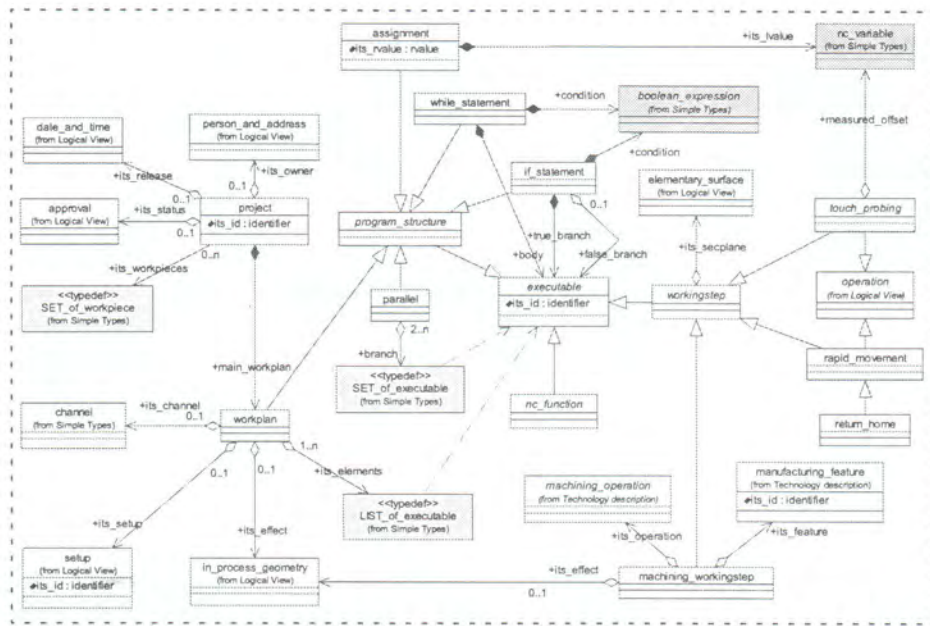 assignment
its_rvalue : rvalue
+its_lvalue
nc_variable
(from Simple Types)
while_statement
+condition
boolean_expression
(from Simple Types)
+measured_offset
date_and_time
(from Logical View)
person_and_address
(from Logical View)
+its_release
+its_owner
0..1
0..1
if_statement
+condition
0..1
elementary_surface
(from Logical View)
approval
(from Logical View)
+its_status
0..1
project
its_id : identifier
0..n
+its_workpieces
program_structure
+true_branch
+body
+false_branch
+its_secplane
touch_probing
<<typedef>>
SET_of_workpiece
(from Simple Types)
parallel
2..n
+branch
executable
its_id : identifier
workingstep
operation
(from Logical View)
rapid_movement
+main_workplan
<<typedef>>
SET_of_executable
(from Simple Types)
nc_function
return_home
channel
(from Simple Types)
+its_channel
0..1
workplan
0..1
0..1
1..n
+its_elements
<<typedef>>
LIST_of_executable
(from Simple Types)
machining_operation
(from Technology description)
manufacturing_feature
(from Technology description)
its_id : identifier
+its_setup
+its_effect
+its_operation
+its_feature
setup
(from Logical View)
its_id : identifier
in_process_geometry
(from Logical View)
+its_effect
0..1
machining_workingstep